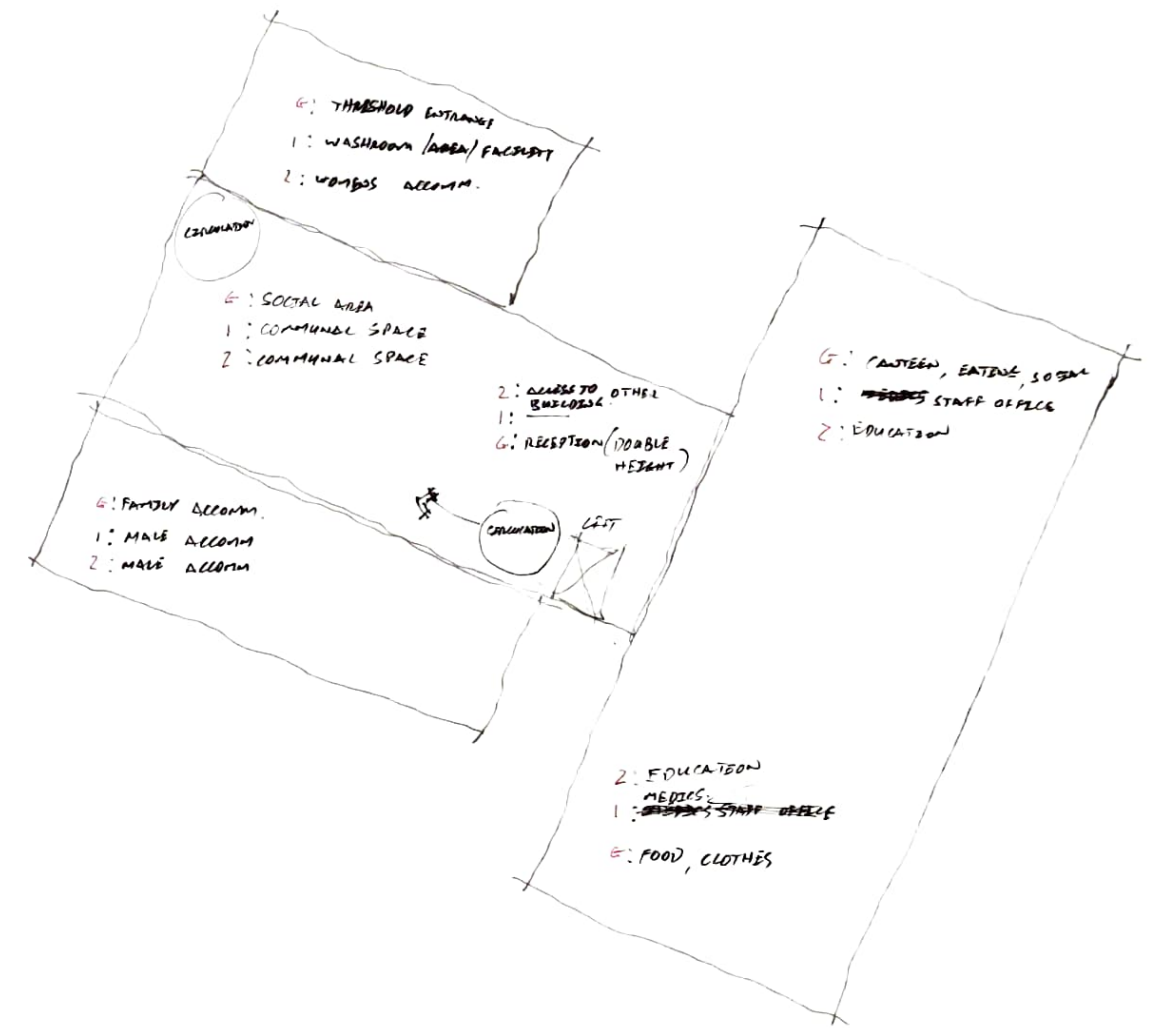 G: THRESHOLD ENTRANCE
1: WASHROOM /AREA/ FACILITY
2: WOMENS ACCOMM.
CIRCULATION
G: SOCIAL AREA
1: COMMUNAL SPACE
2: COMMUNAL SPACE
2: ACCESS TO OTHER
BUILDING.
1:
G: RECEPTION (DOUBLE
HEIGHT)
CIRCULATION
LIFT
G: FAMILY ACCOMM.
1: MALE ACCOMM
2: MALE ACCOMM
G: CANTEEN, EATING, SOCIAL
1: STAFF OFFICE
2: EDUCATION
2: EDUCATION
MEDICS.
1: STAFF OFFICE
G: FOOD, CLOTHES